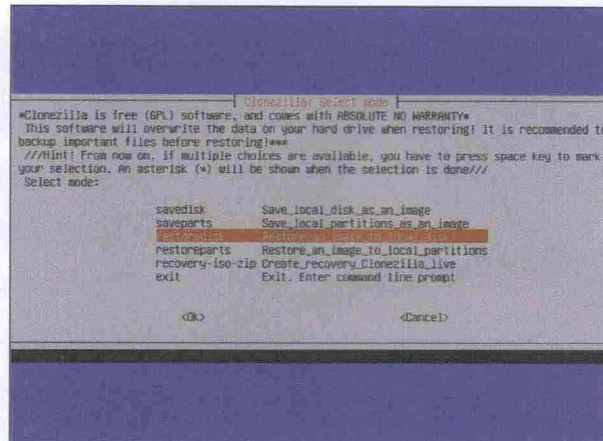 Clonezilla: Select mode
*Clonezilla is free (GPL) software, and comes with ABSOLUTE NO WARRANTY*
This software will overwrite the data on your hard drive when restoring! It is recommended to
backup important files before restoring!***
///Hint! From now on, if multiple choices are available, you have to press space key to mark
your selection. An asterisk (*) will be shown when the selection is done///
Select mode:
savedisk Save_local_disk_as_an_image
saveparts Save_local_partitions_as_an_image
restoredisk Restore_an_image_to_local_disk
restoreparts Restore_an_image_to_local_partitions
recovery-iso-zip Create_recovery_Clonezilla_live
exit Exit. Enter command line prompt
<Ok> <Cancel>